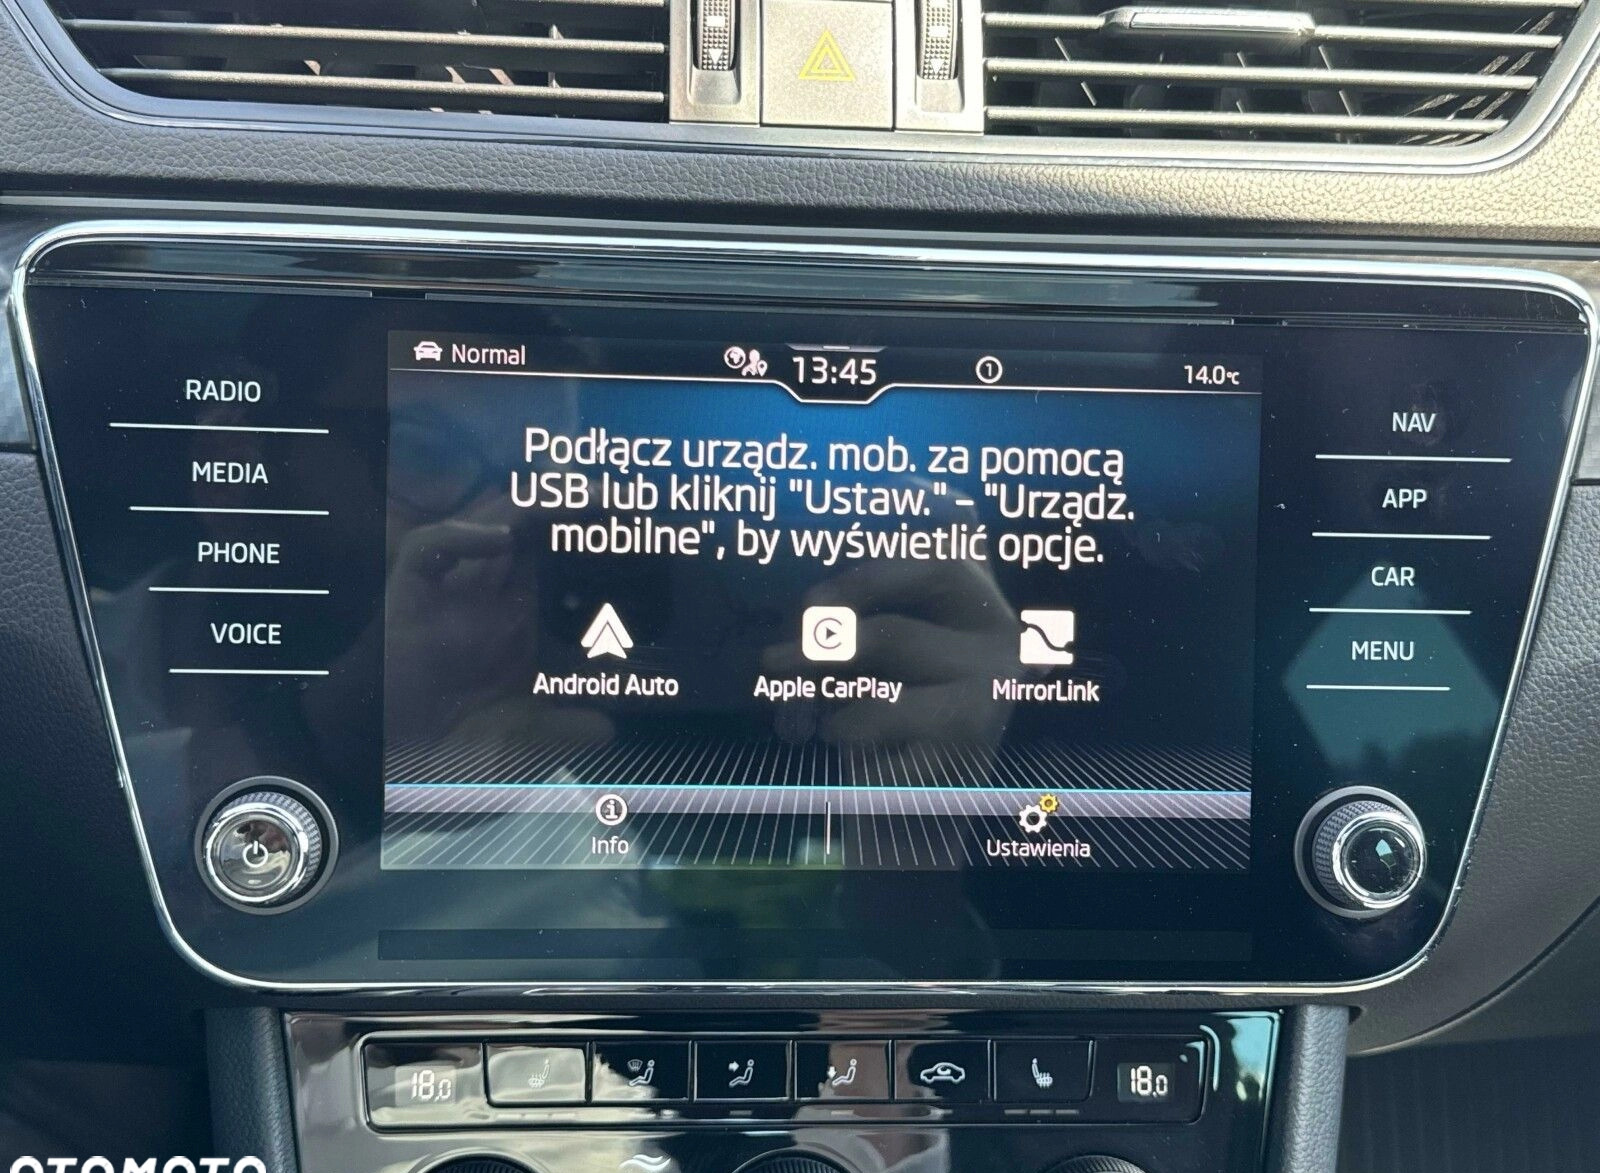 Normal
13:45
1
14.0°C
RADIO
MEDIA
PHONE
VOICE
NAV
APP
CAR
MENU
Podłącz urządz. mob. za pomocą
USB lub kliknij "Ustaw." – "Urządz.
mobilne", by wyświetlić opcje.
Android Auto
Apple CarPlay
MirrorLink
Info
Ustawienia
18.0
18.0
OTOMOTO